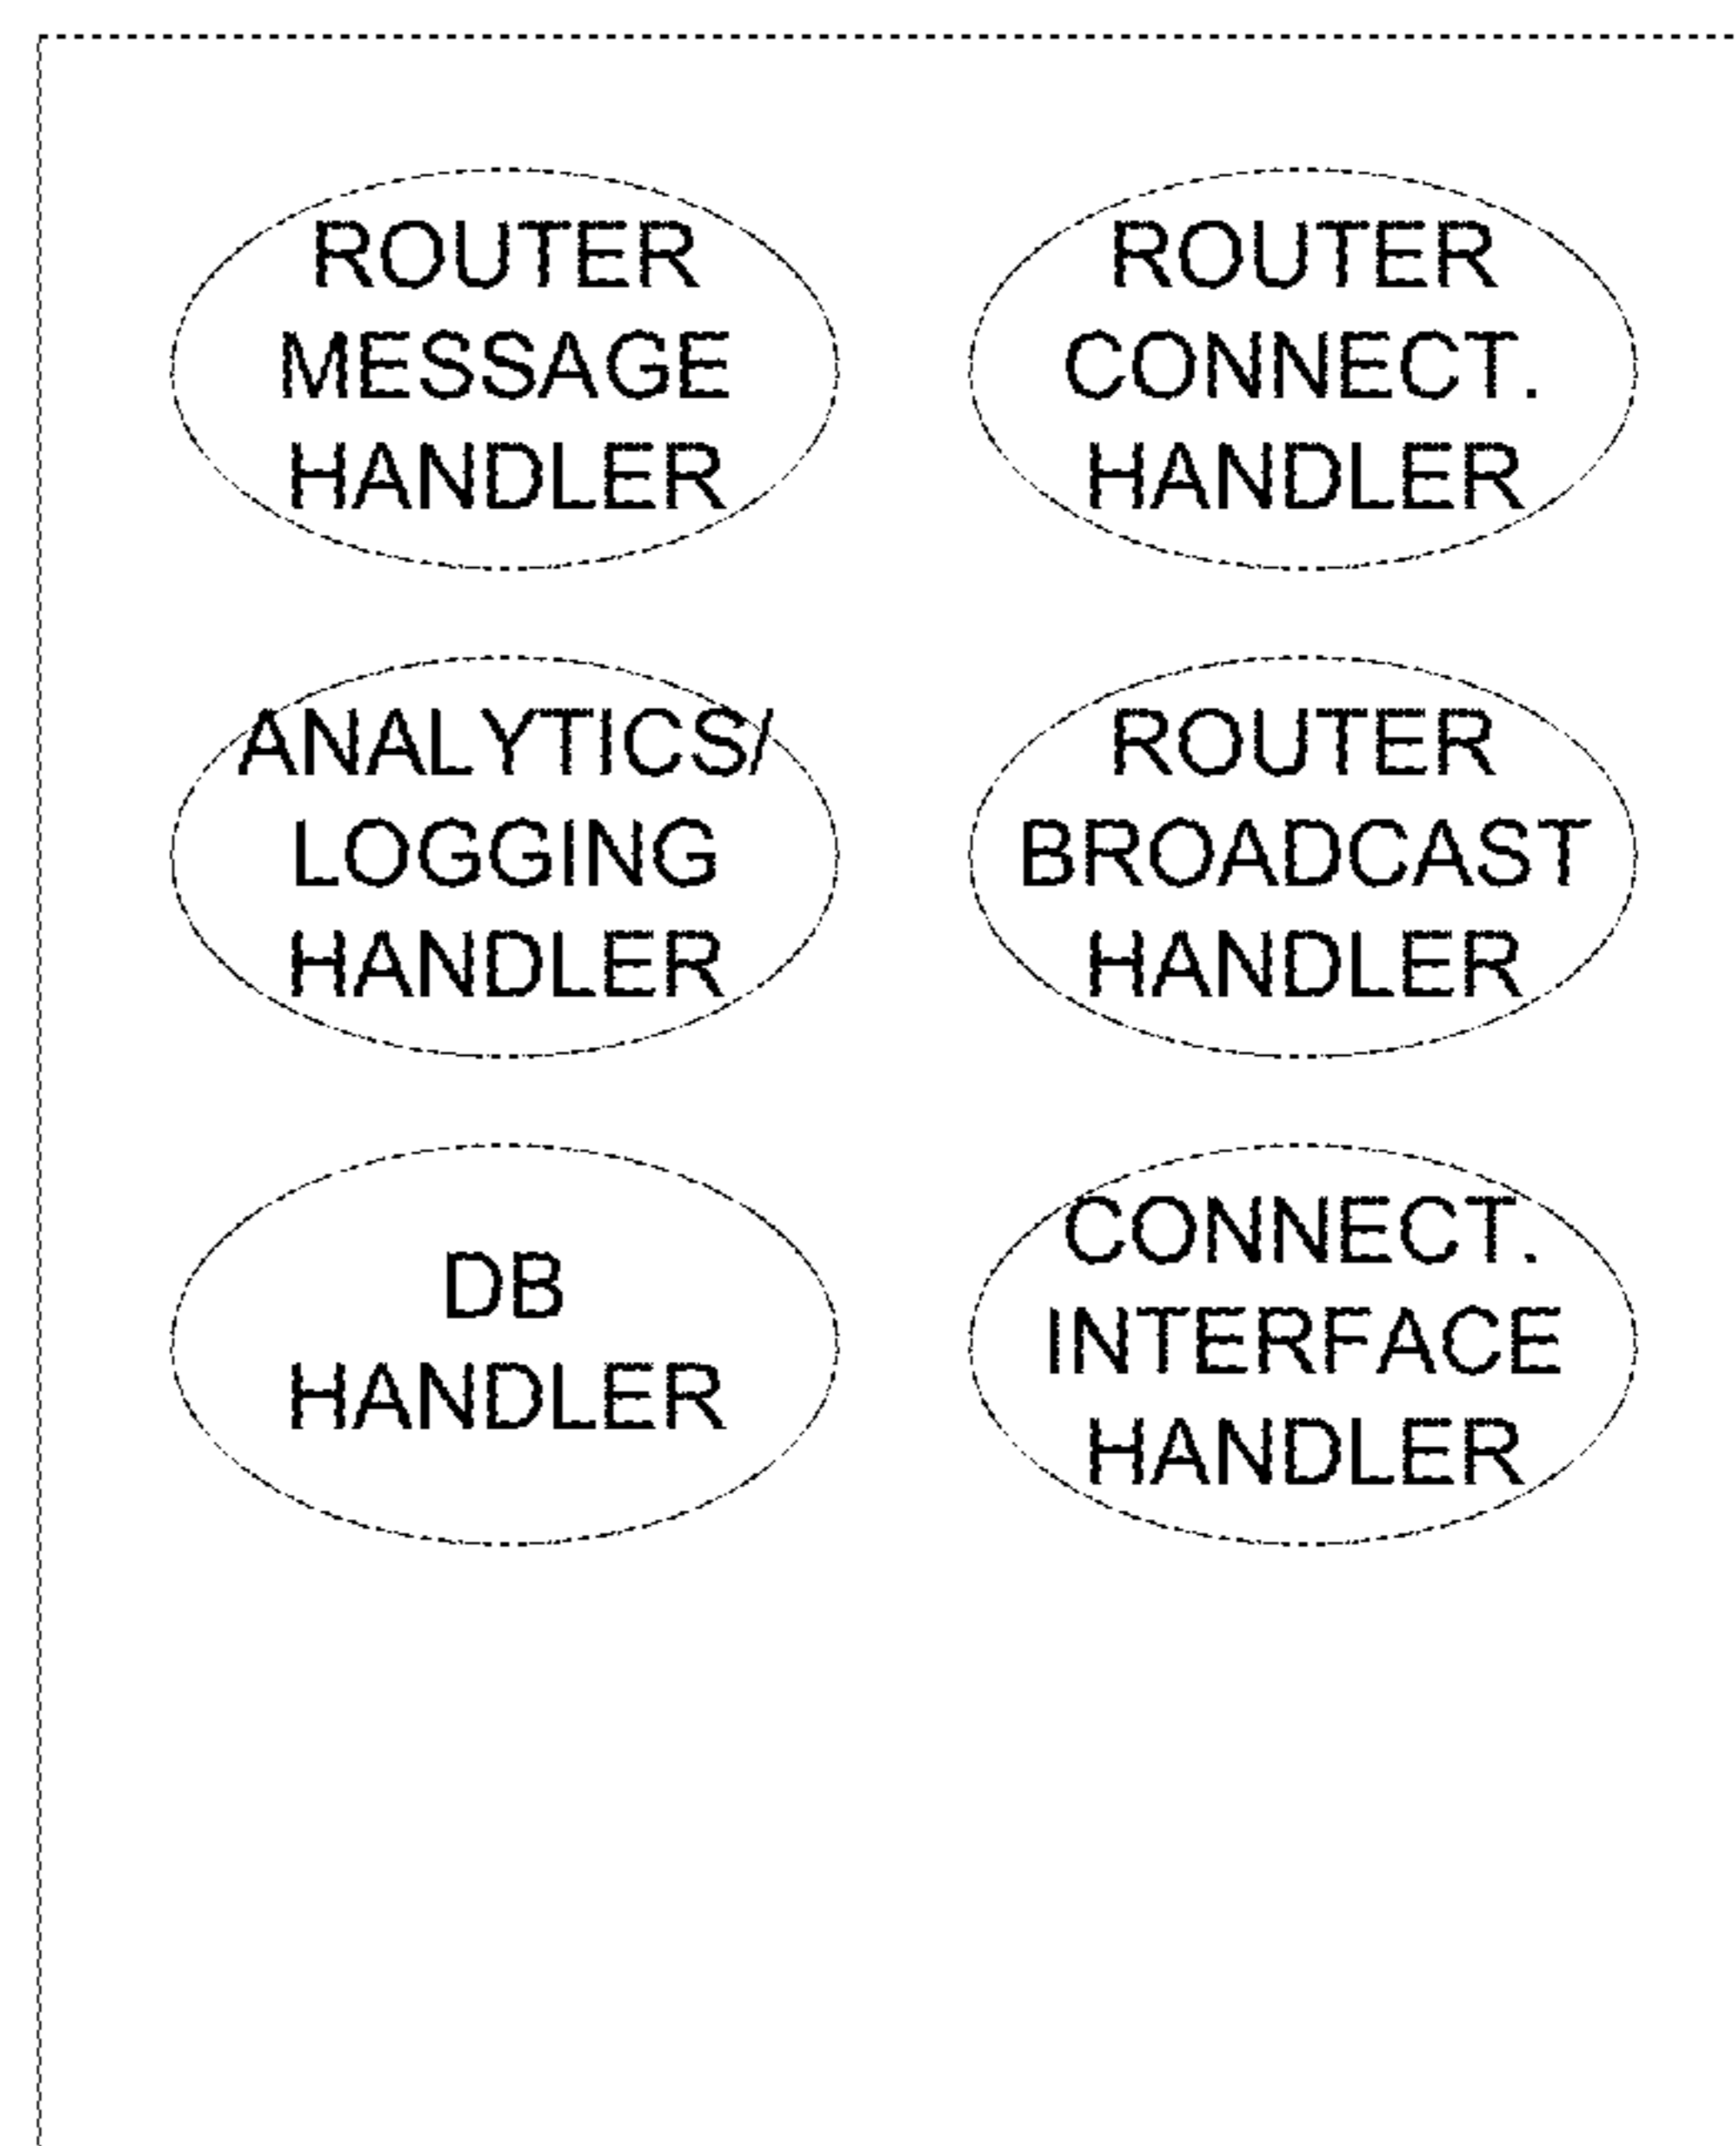 ROUTER
MESSAGE
HANDLER
ROUTER
CONNECT.
HANDLER
ANALYTICS/
LOGGING
HANDLER
ROUTER
BROADCAST
HANDLER
DB
HANDLER
CONNECT.
INTERFACE
HANDLER